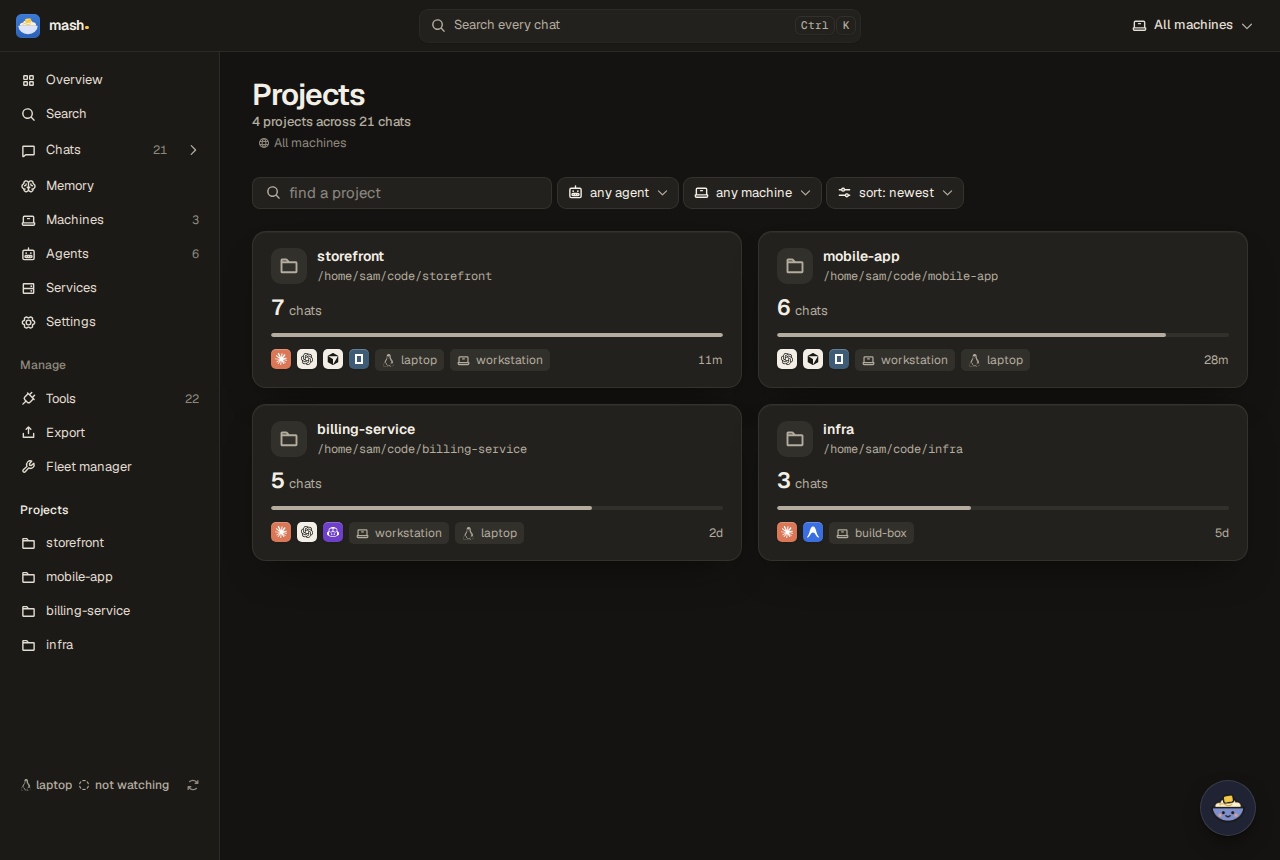 mash
Search every chat
Ctrl K
All machines
Overview
Search
Chats 21
Memory
Machines 3
Agents 6
Services
Settings
Manage
Tools 22
Export
Fleet manager
Projects
storefront
mobile-app
billing-service
infra
laptop not watching
Projects
4 projects across 21 chats
All machines
find a project
any agent
any machine
sort: newest
storefront
/home/sam/code/storefront
7 chats
laptop workstation 11m
mobile-app
/home/sam/code/mobile-app
6 chats
workstation laptop 28m
billing-service
/home/sam/code/billing-service
5 chats
workstation laptop 2d
infra
/home/sam/code/infra
3 chats
build-box 5d